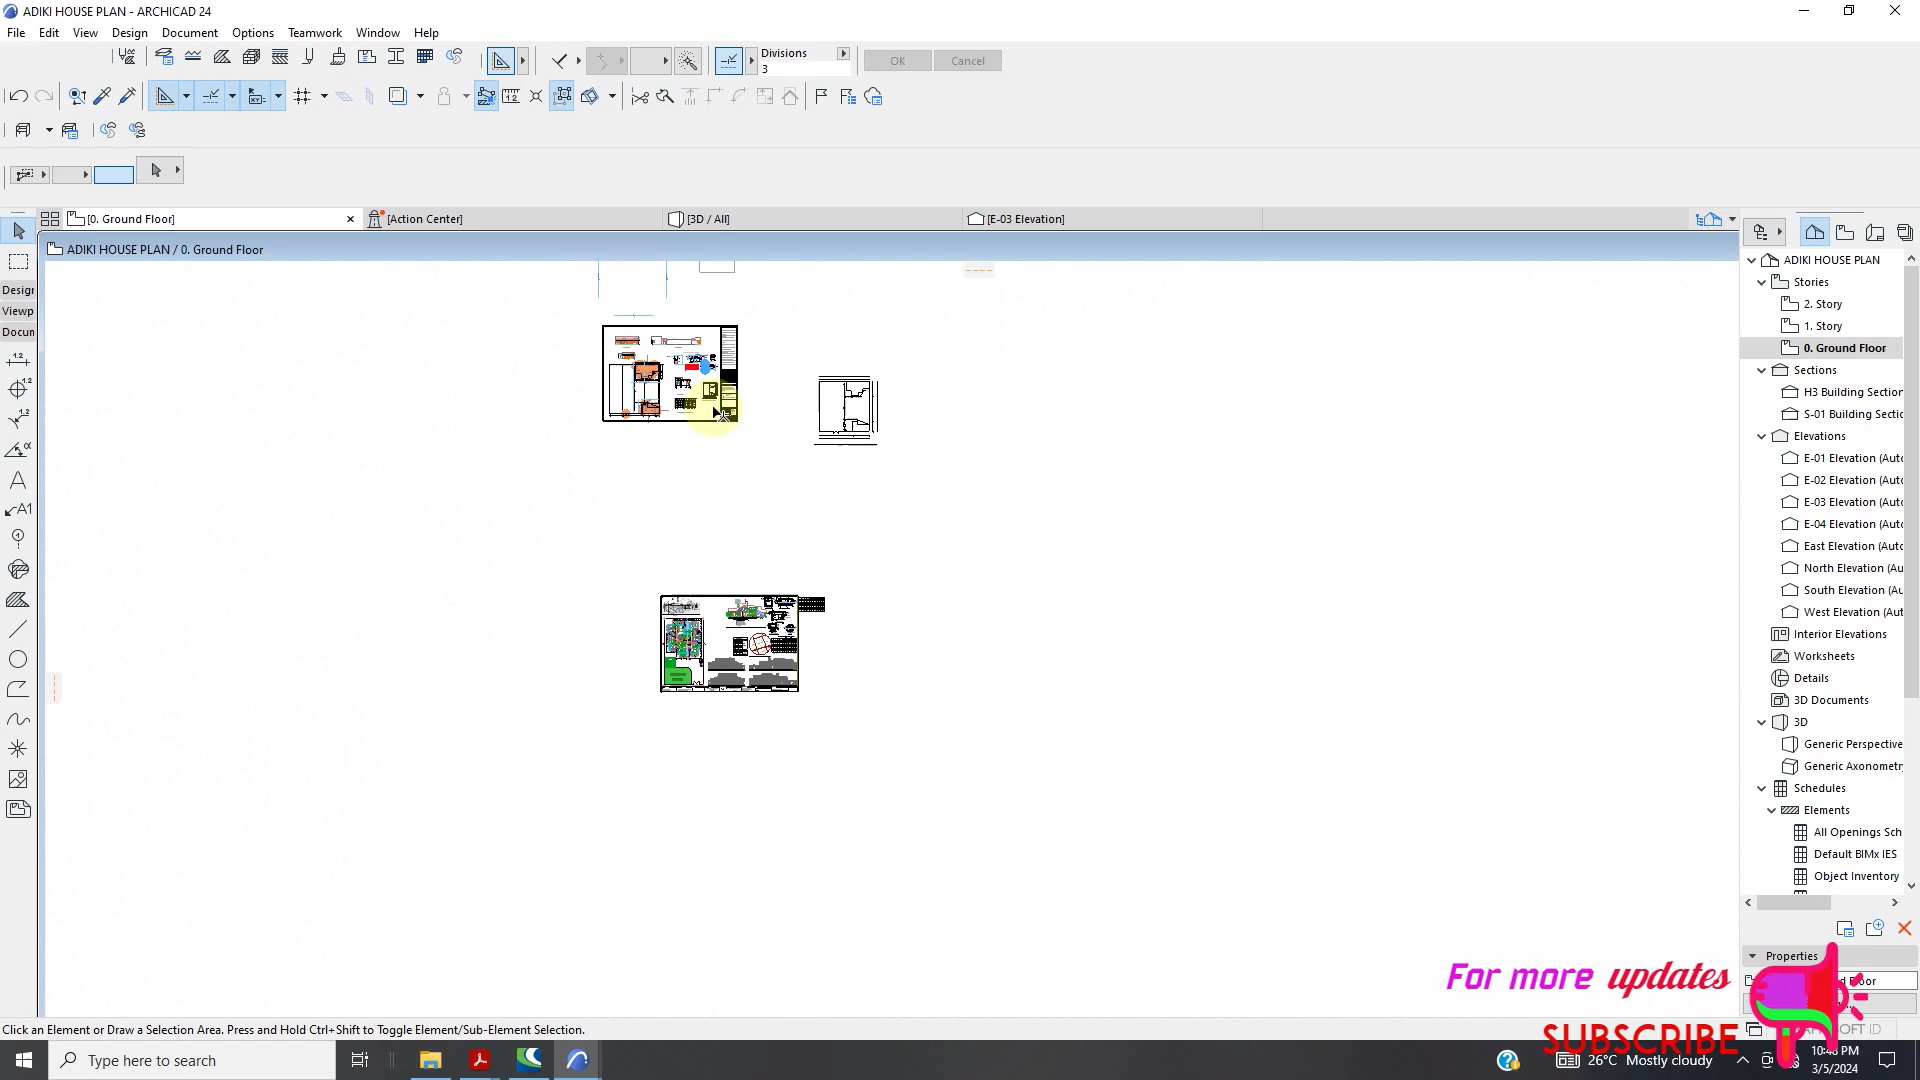 ADIKI HOUSE PLAN - ARCHICAD 24
File Edit View Design Document Options Teamwork Window Help
Divisions
3
OK Cancel
[0. Ground Floor] [Action Center] [3D / All] [E-03 Elevation]
ADIKI HOUSE PLAN / 0. Ground Floor
Design
Viewp
Docum
ADIKI HOUSE PLAN
Stories
2. Story
1. Story
0. Ground Floor
Sections
H3 Building Section
S-01 Building Sectio
Elevations
E-01 Elevation (Auto
E-02 Elevation (Auto
E-03 Elevation (Auto
E-04 Elevation (Auto
East Elevation (Auto
North Elevation (Au
South Elevation (Au
West Elevation (Aut
Interior Elevations
Worksheets
Details
3D Documents
3D
Generic Perspective
Generic Axonometr
Schedules
Elements
All Openings Sch
Default BIMx IES
Object Inventory
Properties
For more updates
SUBSCRIBE
Click an Element or Draw a Selection Area. Press and Hold Ctrl+Shift to Toggle Element/Sub-Element Selection.
Type here to search
26°C Mostly cloudy
10:48 PM
3/5/2024